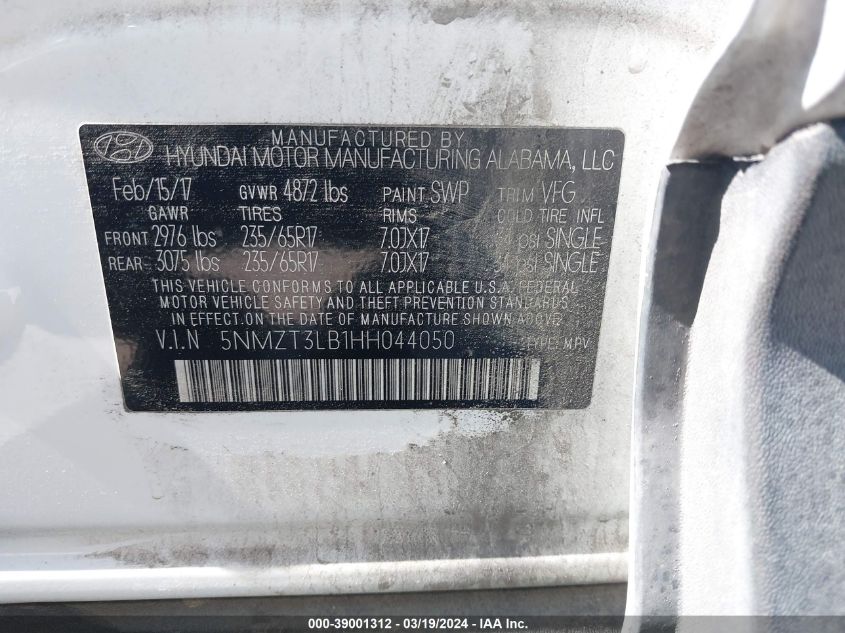 MANUFACTURED BY
HYUNDAI MOTOR MANUFACTURING ALABAMA, LLC
Feb/15/17 GVWR 4872 lbs PAINT SWP TRIM VFG
GAWR TIRES RIMS COLD TIRE INFL
FRONT 2976 lbs 235/65R17 7.0JX17 psi SINGLE
REAR 3075 lbs 235/65R17 7.0JX17 psi SINGLE
THIS VEHICLE CONFORMS TO ALL APPLICABLE U.S.A. FEDERAL
MOTOR VEHICLE SAFETY AND THEFT PREVENTION STANDARDS
IN EFFECT ON THE DATE OF MANUFACTURE SHOWN ABOVE.
V.I.N 5NMZT3LB1HH044050 TYPE: MPV
000-39001312 / 03/19/2024 - IAA Inc.